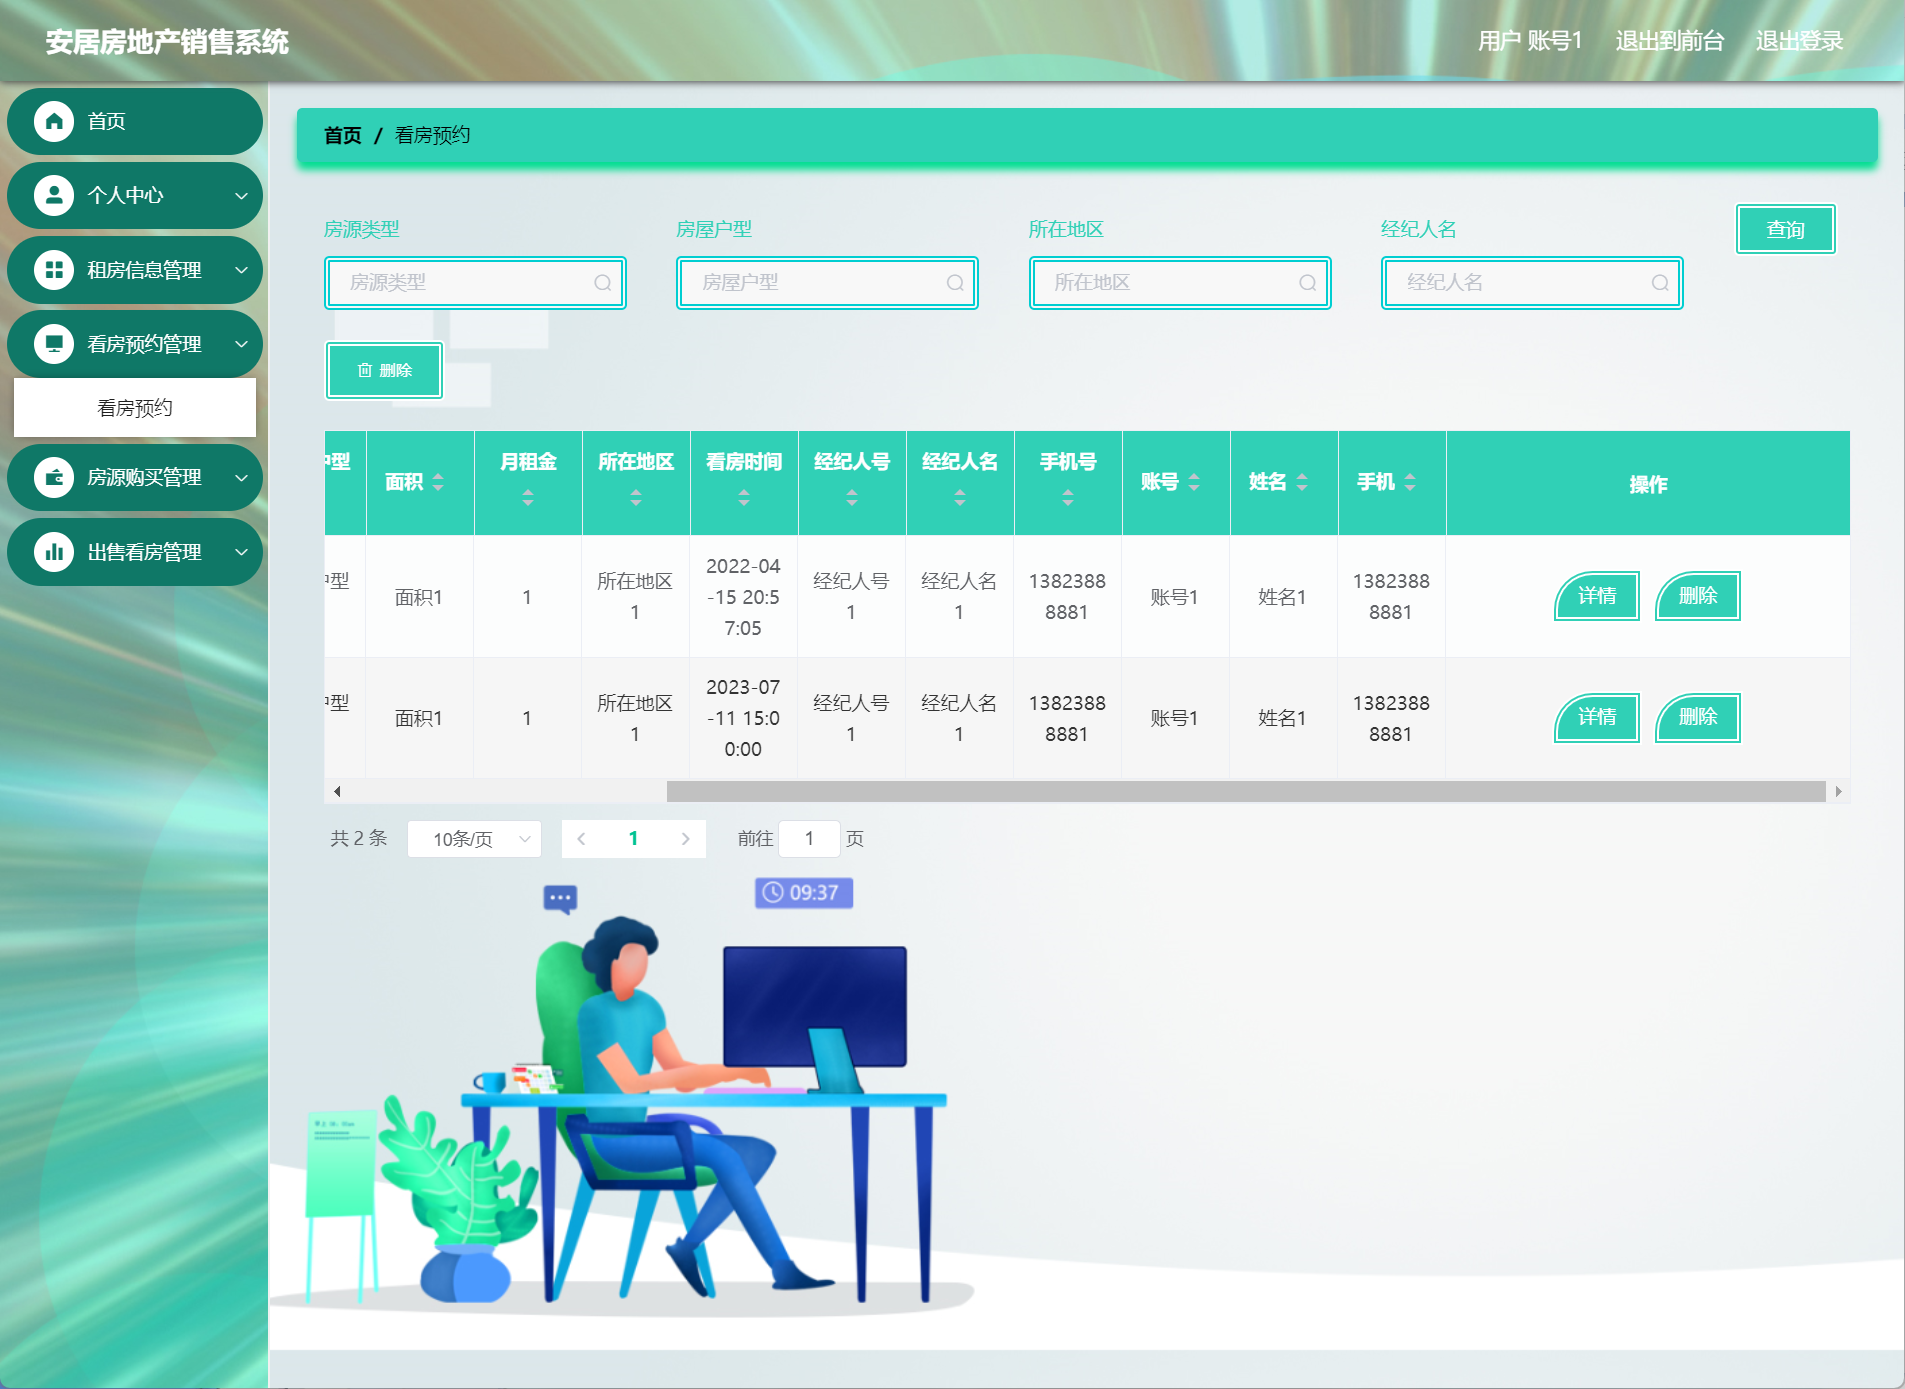 安居房地产销售系统
用户 账号1 退出到前台 退出登录
首页
个人中心
租房信息管理
看房预约管理
看房预约
房源购买管理
出售看房管理
首页 / 看房预约
房源类型 房屋户型 所在地区 经纪人名 查询
房源类型 房屋户型 所在地区 经纪人名
删除
户型 面积 月租金 所在地区 看房时间 经纪人号 经纪人名 手机号 账号 姓名 手机 操作
户型 面积1 1 所在地区1 2022-04-15 20:57:05 经纪人号1 经纪人名1 13823888881 账号1 姓名1 13823888881 详情 删除
户型 面积1 1 所在地区1 2023-07-11 15:00:00 经纪人号1 经纪人名1 13823888881 账号1 姓名1 13823888881 详情 删除
共 2 条 10条/页 1 前往 1 页
09:37